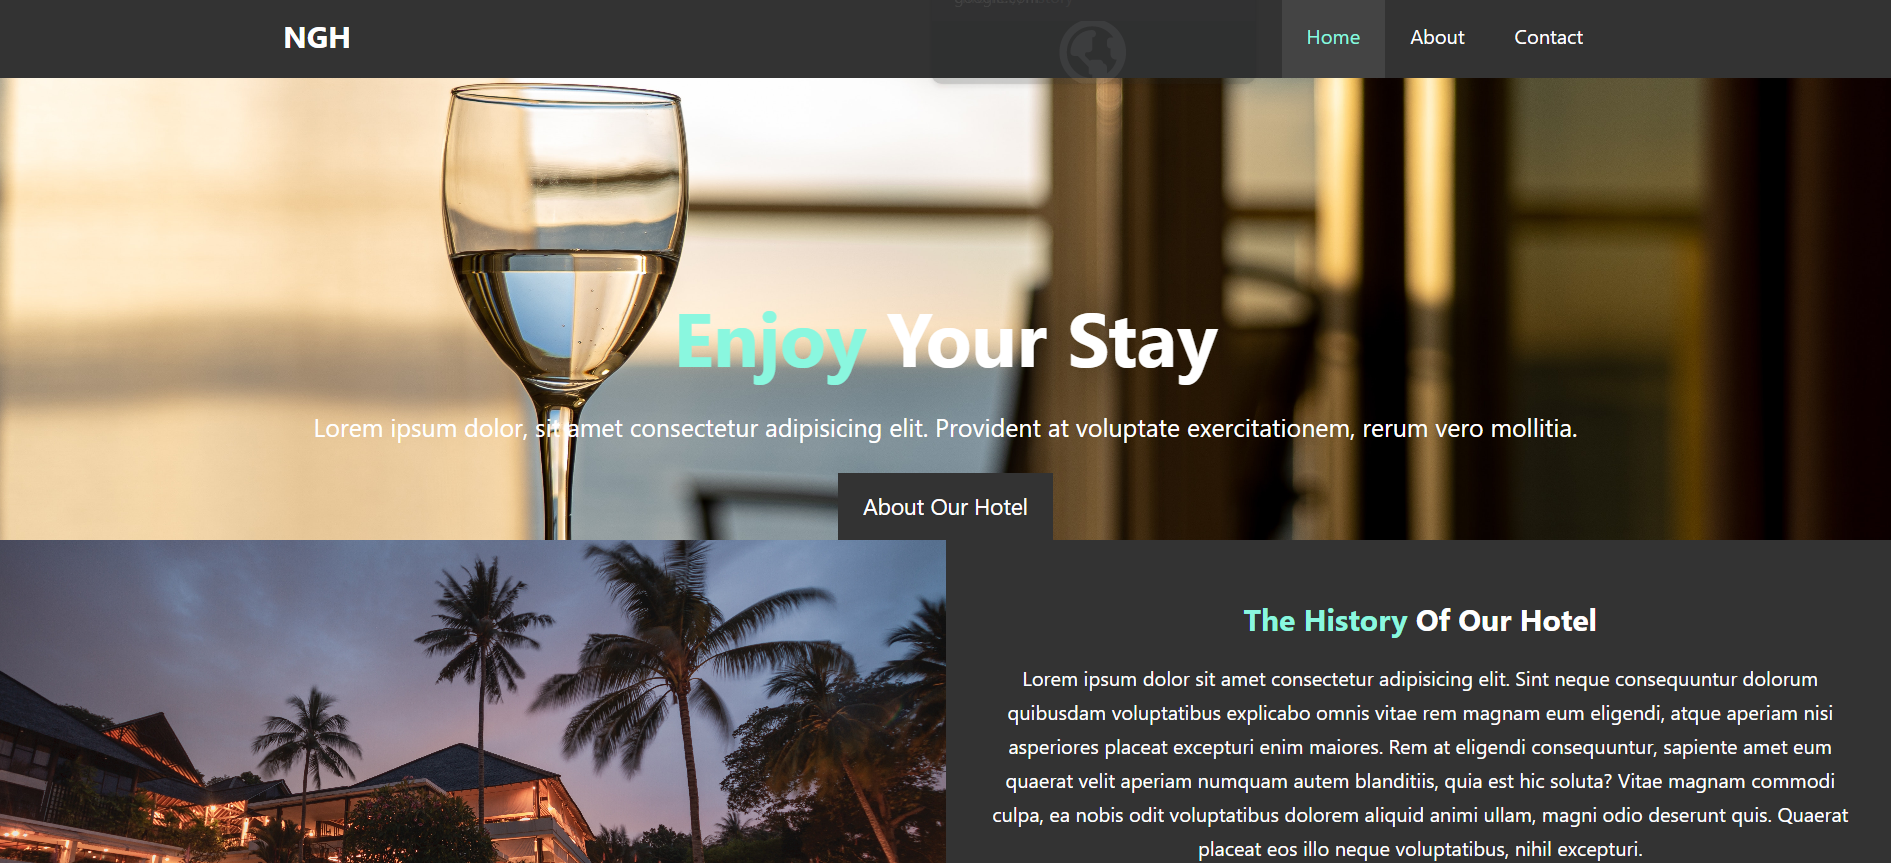 NGH
Home
About
Contact
Enjoy Your Stay
Lorem ipsum dolor, sit amet consectetur adipisicing elit. Provident at voluptate exercitationem, rerum vero mollitia.
About Our Hotel
The History Of Our Hotel
Lorem ipsum dolor sit amet consectetur adipisicing elit. Sint neque consequuntur dolorum
quibusdam voluptatibus explicabo omnis vitae rem magnam eum eligendi, atque aperiam nisi
asperiores placeat excepturi enim maiores. Rem at eligendi consequuntur, sapiente amet eum
quaerat velit aperiam numquam autem blanditiis, quia est hic soluta? Vitae magnam commodi
culpa, ea nobis odit voluptatibus dolorem aliquid animi ullam, magni odio deserunt quis. Quaerat
placeat eos illo neque voluptatibus, nihil excepturi.